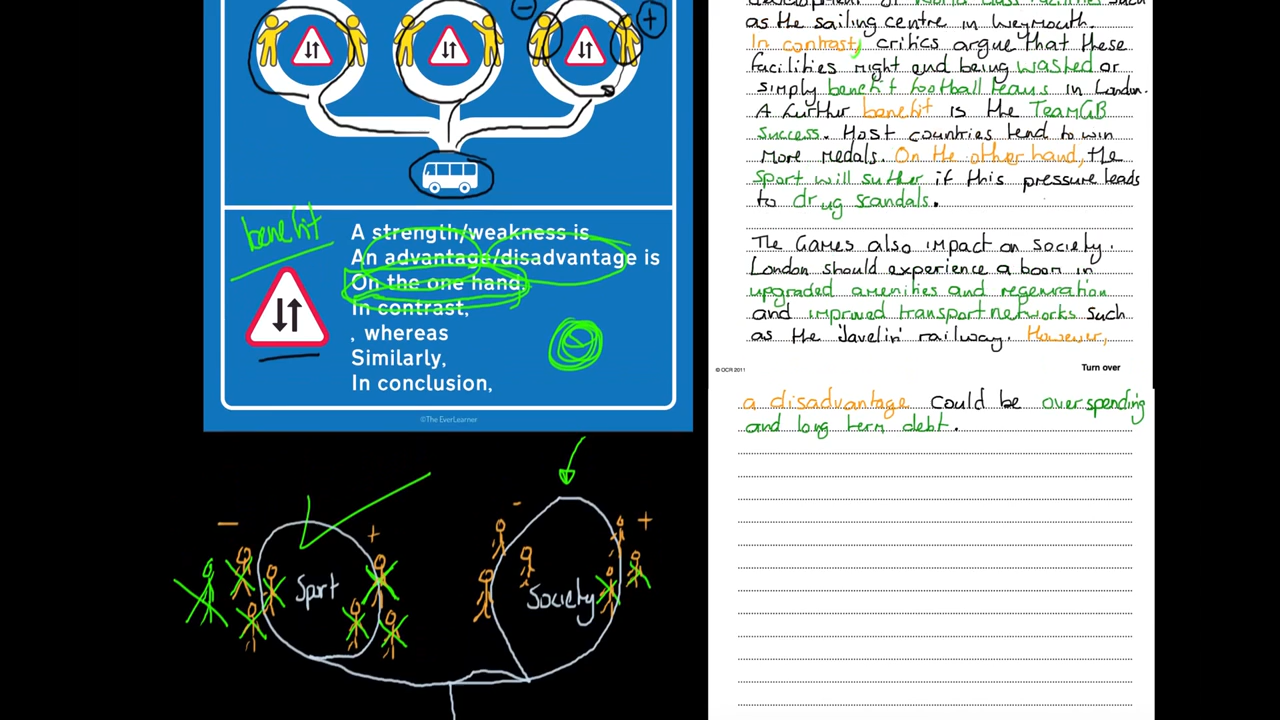 benefit
A strength/weakness is
An advantage/disadvantage is
On the one hand,
In contrast,
, whereas
Similarly,
In conclusion,
©The EverLearner
Sport
Society
as the sailing centre in Weymouth.
In contrast, critics argue that these
facilities might end being wasted or
simply benefit football teams in London.
A further benefit is the TeamGB
success. Host countries tend to win
more medals. On the other hand, the
sport will suffer if this pressure leads
to drug scandals.
The Games also impact on society.
London should experience a boom in
upgraded amenities and regeneration
and improved transport networks such
as the 'Javelin' railway. However,
© OCR 2011
Turn over
a disadvantage could be overspending
and long term debt.